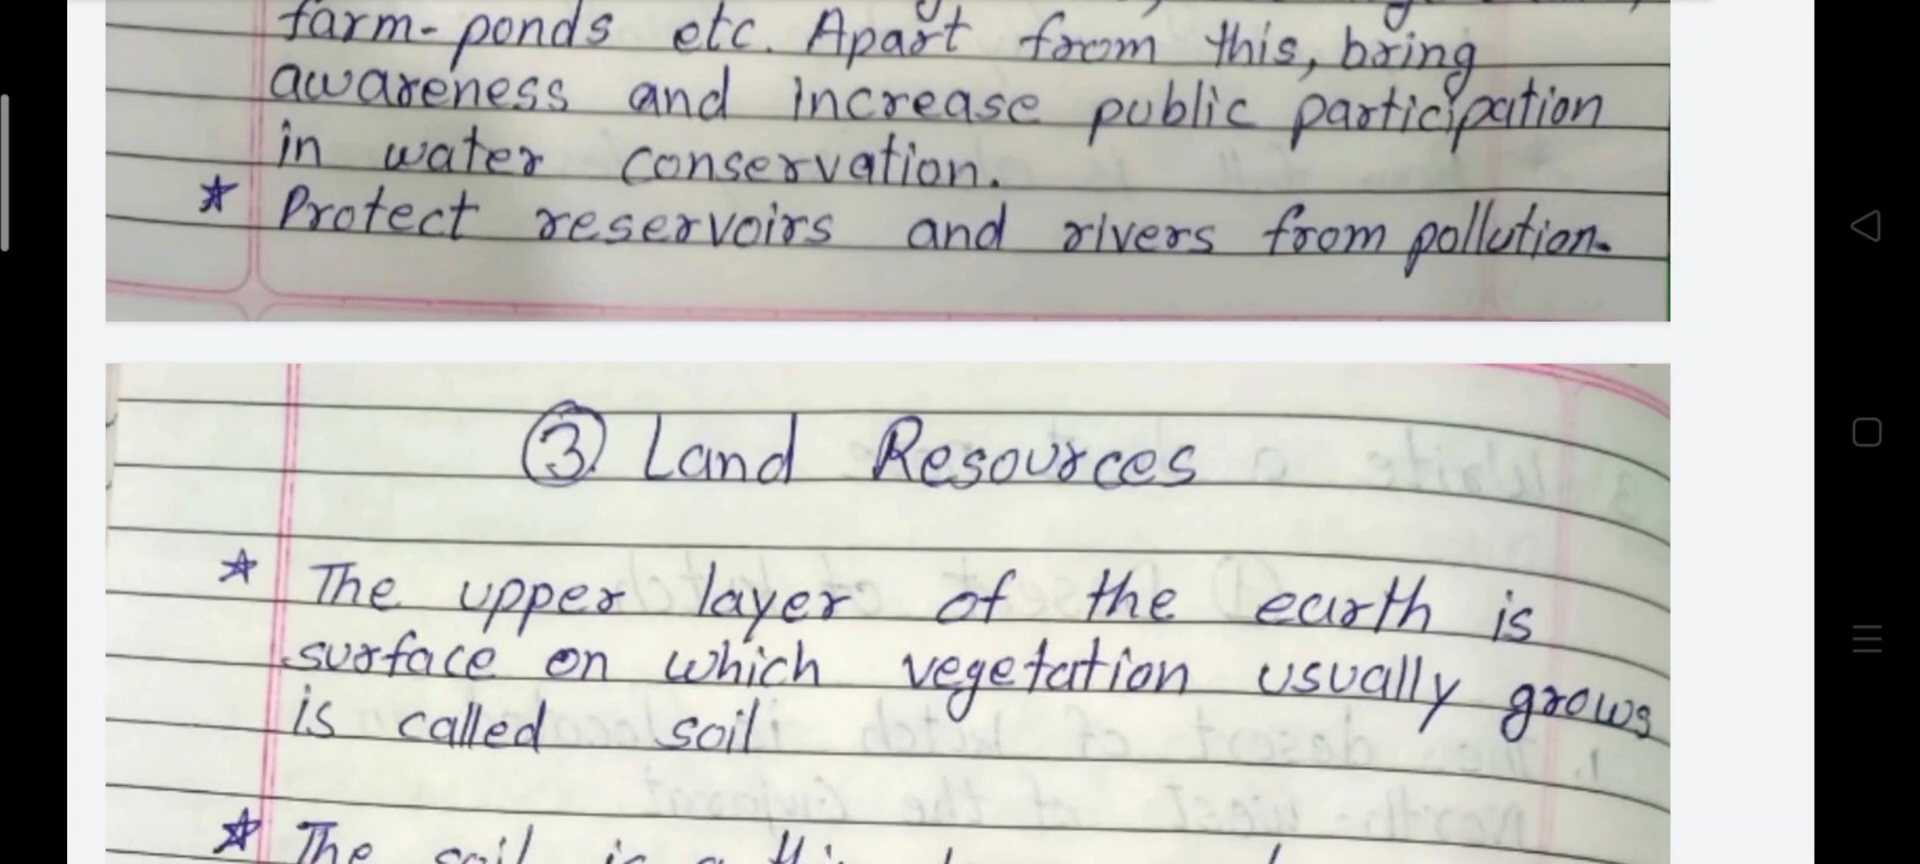 farm-ponds etc. Apart from this, bring
awareness and increase public participation
in water conservation.
* Protect reservoirs and rivers from pollution.
③ Land Resources
* The upper layer of the earth is
surface on which vegetation usually grows
is called soil
* The soil is a